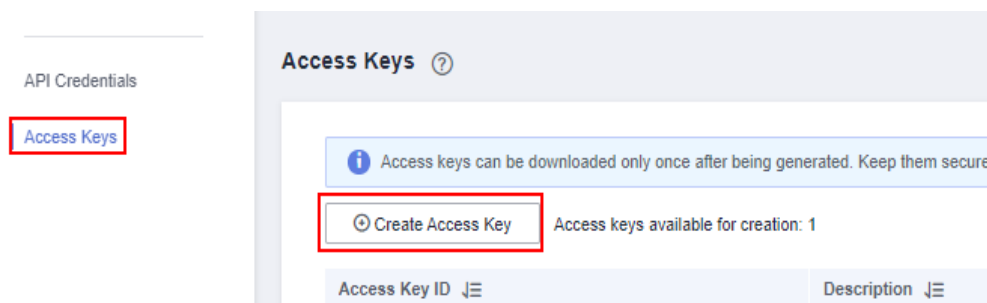 API Credentials
Access Keys
Access Keys ?
Access keys can be downloaded only once after being generated. Keep them secure
Create Access Key
Access keys available for creation: 1
Access Key ID
Description